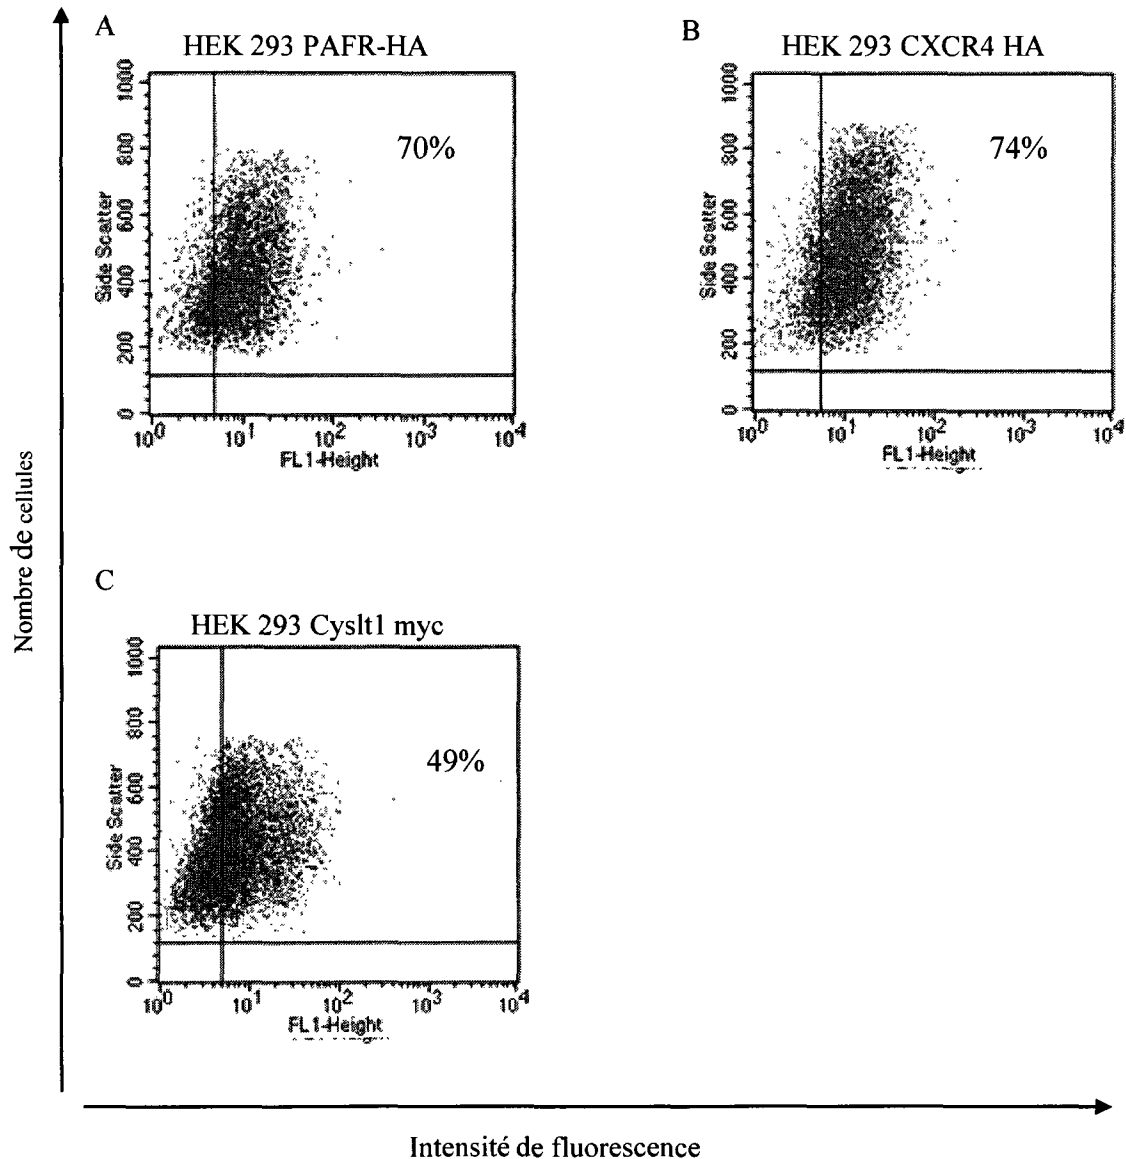 A
HEK 293 PAFR-HA
1000
800
600
400
200
0
Side Scatter
70%
10^0 10^1 10^2 10^3 10^4
FL1-Height
B
HEK 293 CXCR4 HA
1000
800
600
400
200
0
Side Scatter
74%
10^0 10^1 10^2 10^3 10^4
FL1-Height
C
HEK 293 Cyslt1 myc
1000
800
600
400
200
0
Side Scatter
49%
10^0 10^1 10^2 10^3 10^4
FL1-Height
Nombre de cellules
Intensité de fluorescence